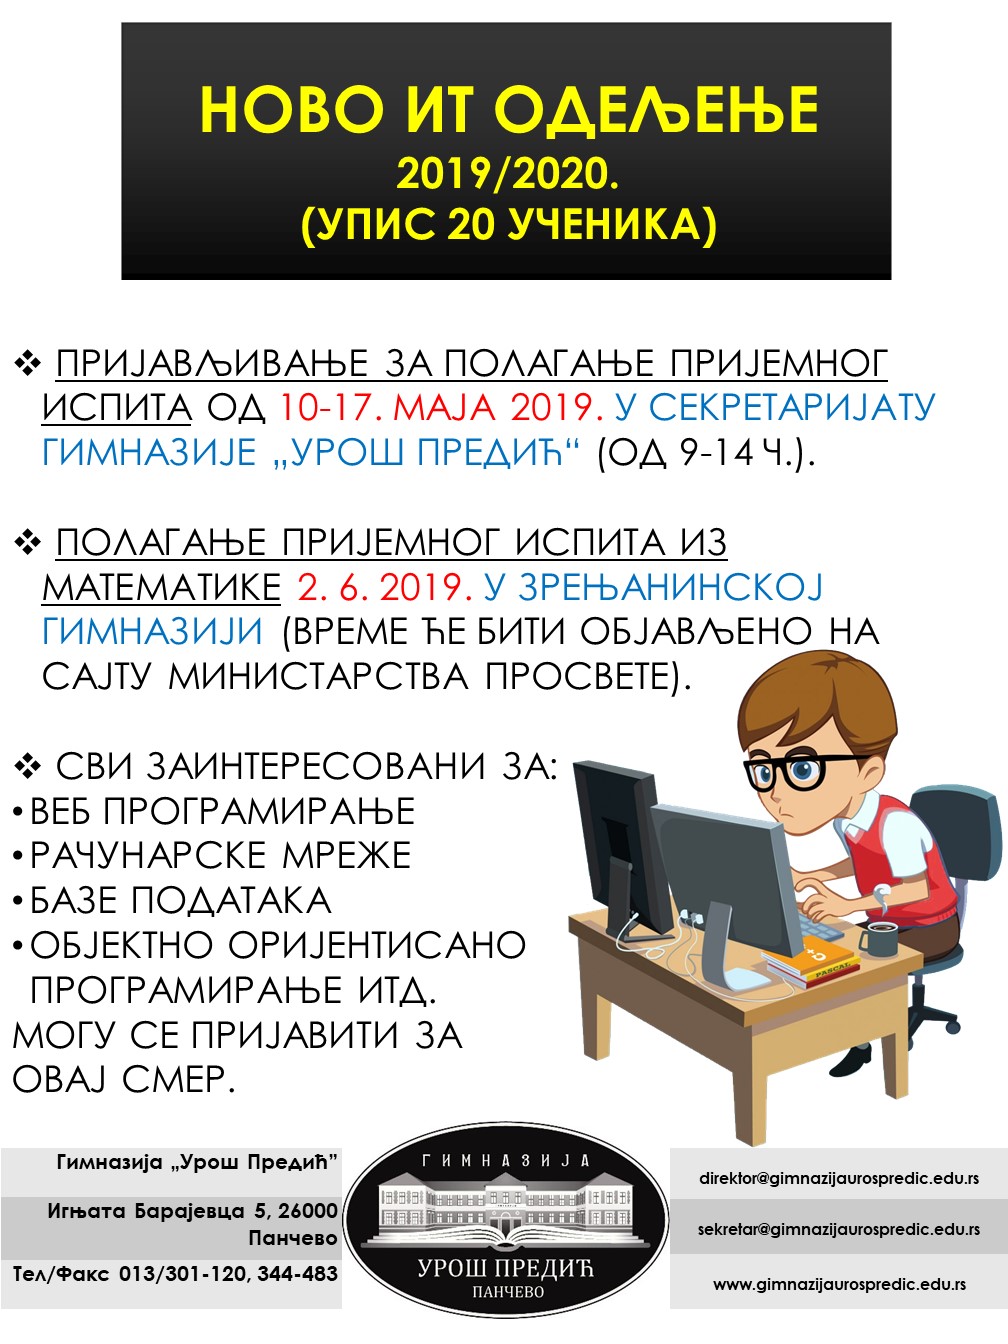 НОВО ИТ ОДЕЉЕЊЕ
2019/2020.
(УПИС 20 УЧЕНИКА)
❖ ПРИЈАВЉИВАЊЕ ЗА ПОЛАГАЊЕ ПРИЈЕМНОГ
ИСПИТА ОД 10-17. МАЈА 2019. У СЕКРЕТАРИЈАТУ
ГИМНАЗИЈЕ „УРОШ ПРЕДИЋ“ (ОД 9-14 Ч.).
❖ ПОЛАГАЊЕ ПРИЈЕМНОГ ИСПИТА ИЗ
МАТЕМАТИКЕ 2. 6. 2019. У ЗРЕЊАНИНСКОЈ
ГИМНАЗИЈИ (ВРЕМЕ ЋЕ БИТИ ОБЈАВЉЕНО НА
САЈТУ МИНИСТАРСТВА ПРОСВЕТЕ).
❖ СВИ ЗАИНТЕРЕСОВАНИ ЗА:
• ВЕБ ПРОГРАМИРАЊЕ
• РАЧУНАРСКЕ МРЕЖЕ
• БАЗЕ ПОДАТАКА
• ОБЈЕКТНО ОРИЈЕНТИСАНО
ПРОГРАМИРАЊЕ ИТД.
МОГУ СЕ ПРИЈАВИТИ ЗА
ОВАЈ СМЕР.
PASCAL
Гимназија „Урош Предић”
Игњата Барајевца 5, 26000
Панчево
Тел/Факс 013/301-120, 344-483
ГИМНАЗИЈА
УРОШ ПРЕДИЋ
ПАНЧЕВО
direktor@gimnazijaurospredic.edu.rs
sekretar@gimnazijaurospredic.edu.rs
www.gimnazijaurospredic.edu.rs